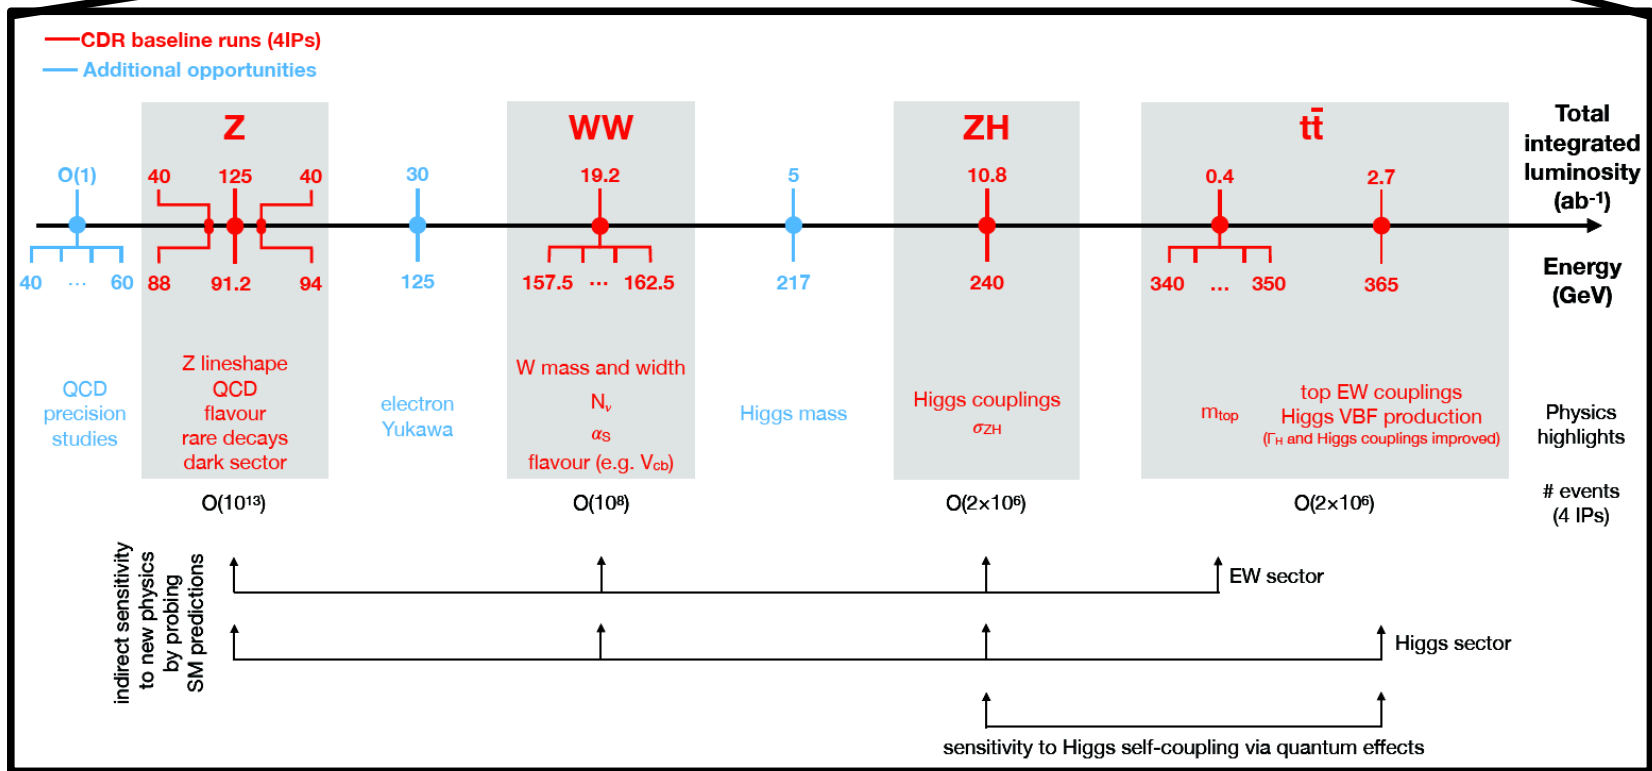 CDR baseline runs (4IPs)
Additional opportunities
Z
WW
ZH
tt̄
Total
integrated
luminosity
(ab⁻¹)
O(1)
40
125
40
30
19.2
5
10.8
0.4
2.7
40
...
60
88
91.2
94
125
157.5
...
162.5
217
240
340
...
350
365
Energy
(GeV)
QCD
precision
studies
Z lineshape
QCD
flavour
rare decays
dark sector
electron
Yukawa
W mass and width
Nᵥ
αS
flavour (e.g. Vcb)
Higgs mass
Higgs couplings
σZH
mtop
top EW couplings
Higgs VBF production
(ΓH and Higgs couplings improved)
Physics
highlights
O(10¹³)
O(10⁸)
O(2×10⁶)
O(2×10⁶)
# events
(4 IPs)
indirect sensitivity
to new physics
by probing
SM predictions
EW sector
Higgs sector
sensitivity to Higgs self-coupling via quantum effects